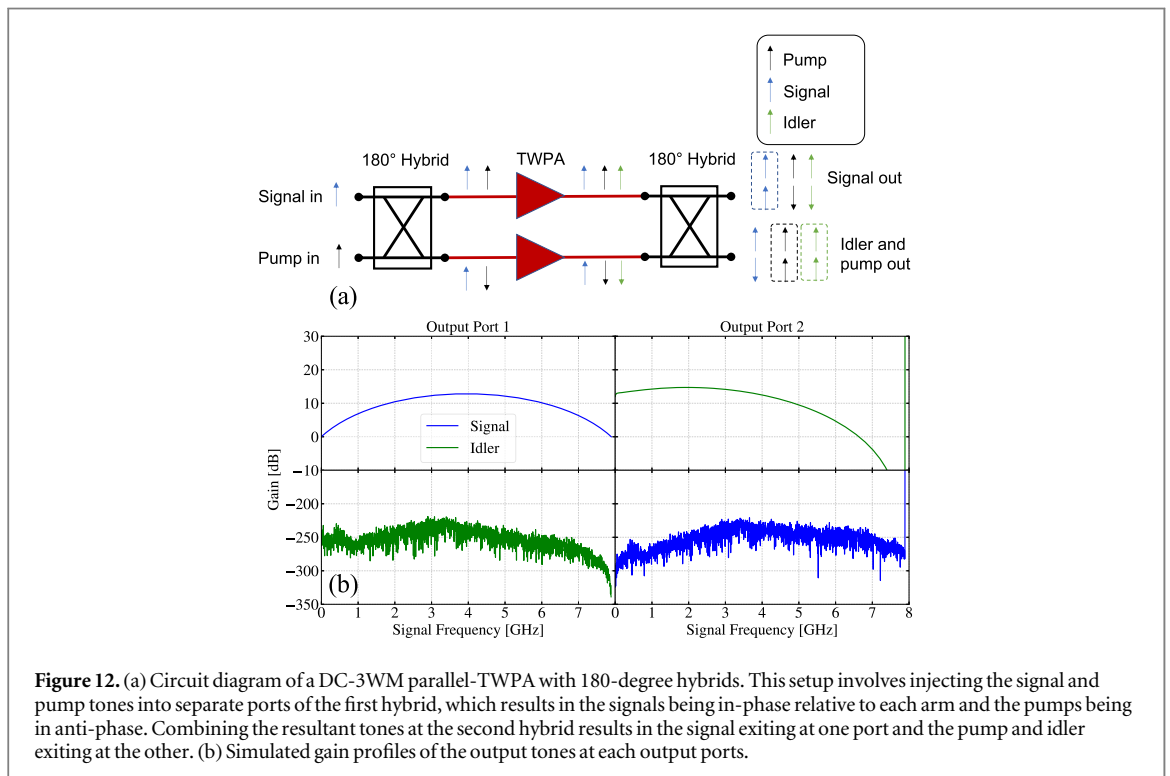 Pump
Signal
Idler
180° Hybrid
TWPA
180° Hybrid
Signal in
Signal out
Pump in
Idler and
pump out
(a)
Output Port 1
Output Port 2
30
20
10
0
−10
−200
−250
−300
−350
Gain [dB]
Signal
Idler
(b)
0 1 2 3 4 5 6 7 0 1 2 3 4 5 6 7 8
Signal Frequency [GHz]
Signal Frequency [GHz]
Figure 12. (a) Circuit diagram of a DC-3WM parallel-TWPA with 180-degree hybrids. This setup involves injecting the signal and
pump tones into separate ports of the first hybrid, which results in the signals being in-phase relative to each arm and the pumps being
in anti-phase. Combining the resultant tones at the second hybrid results in the signal exiting at one port and the pump and idler
exiting at the other. (b) Simulated gain profiles of the output tones at each output ports.